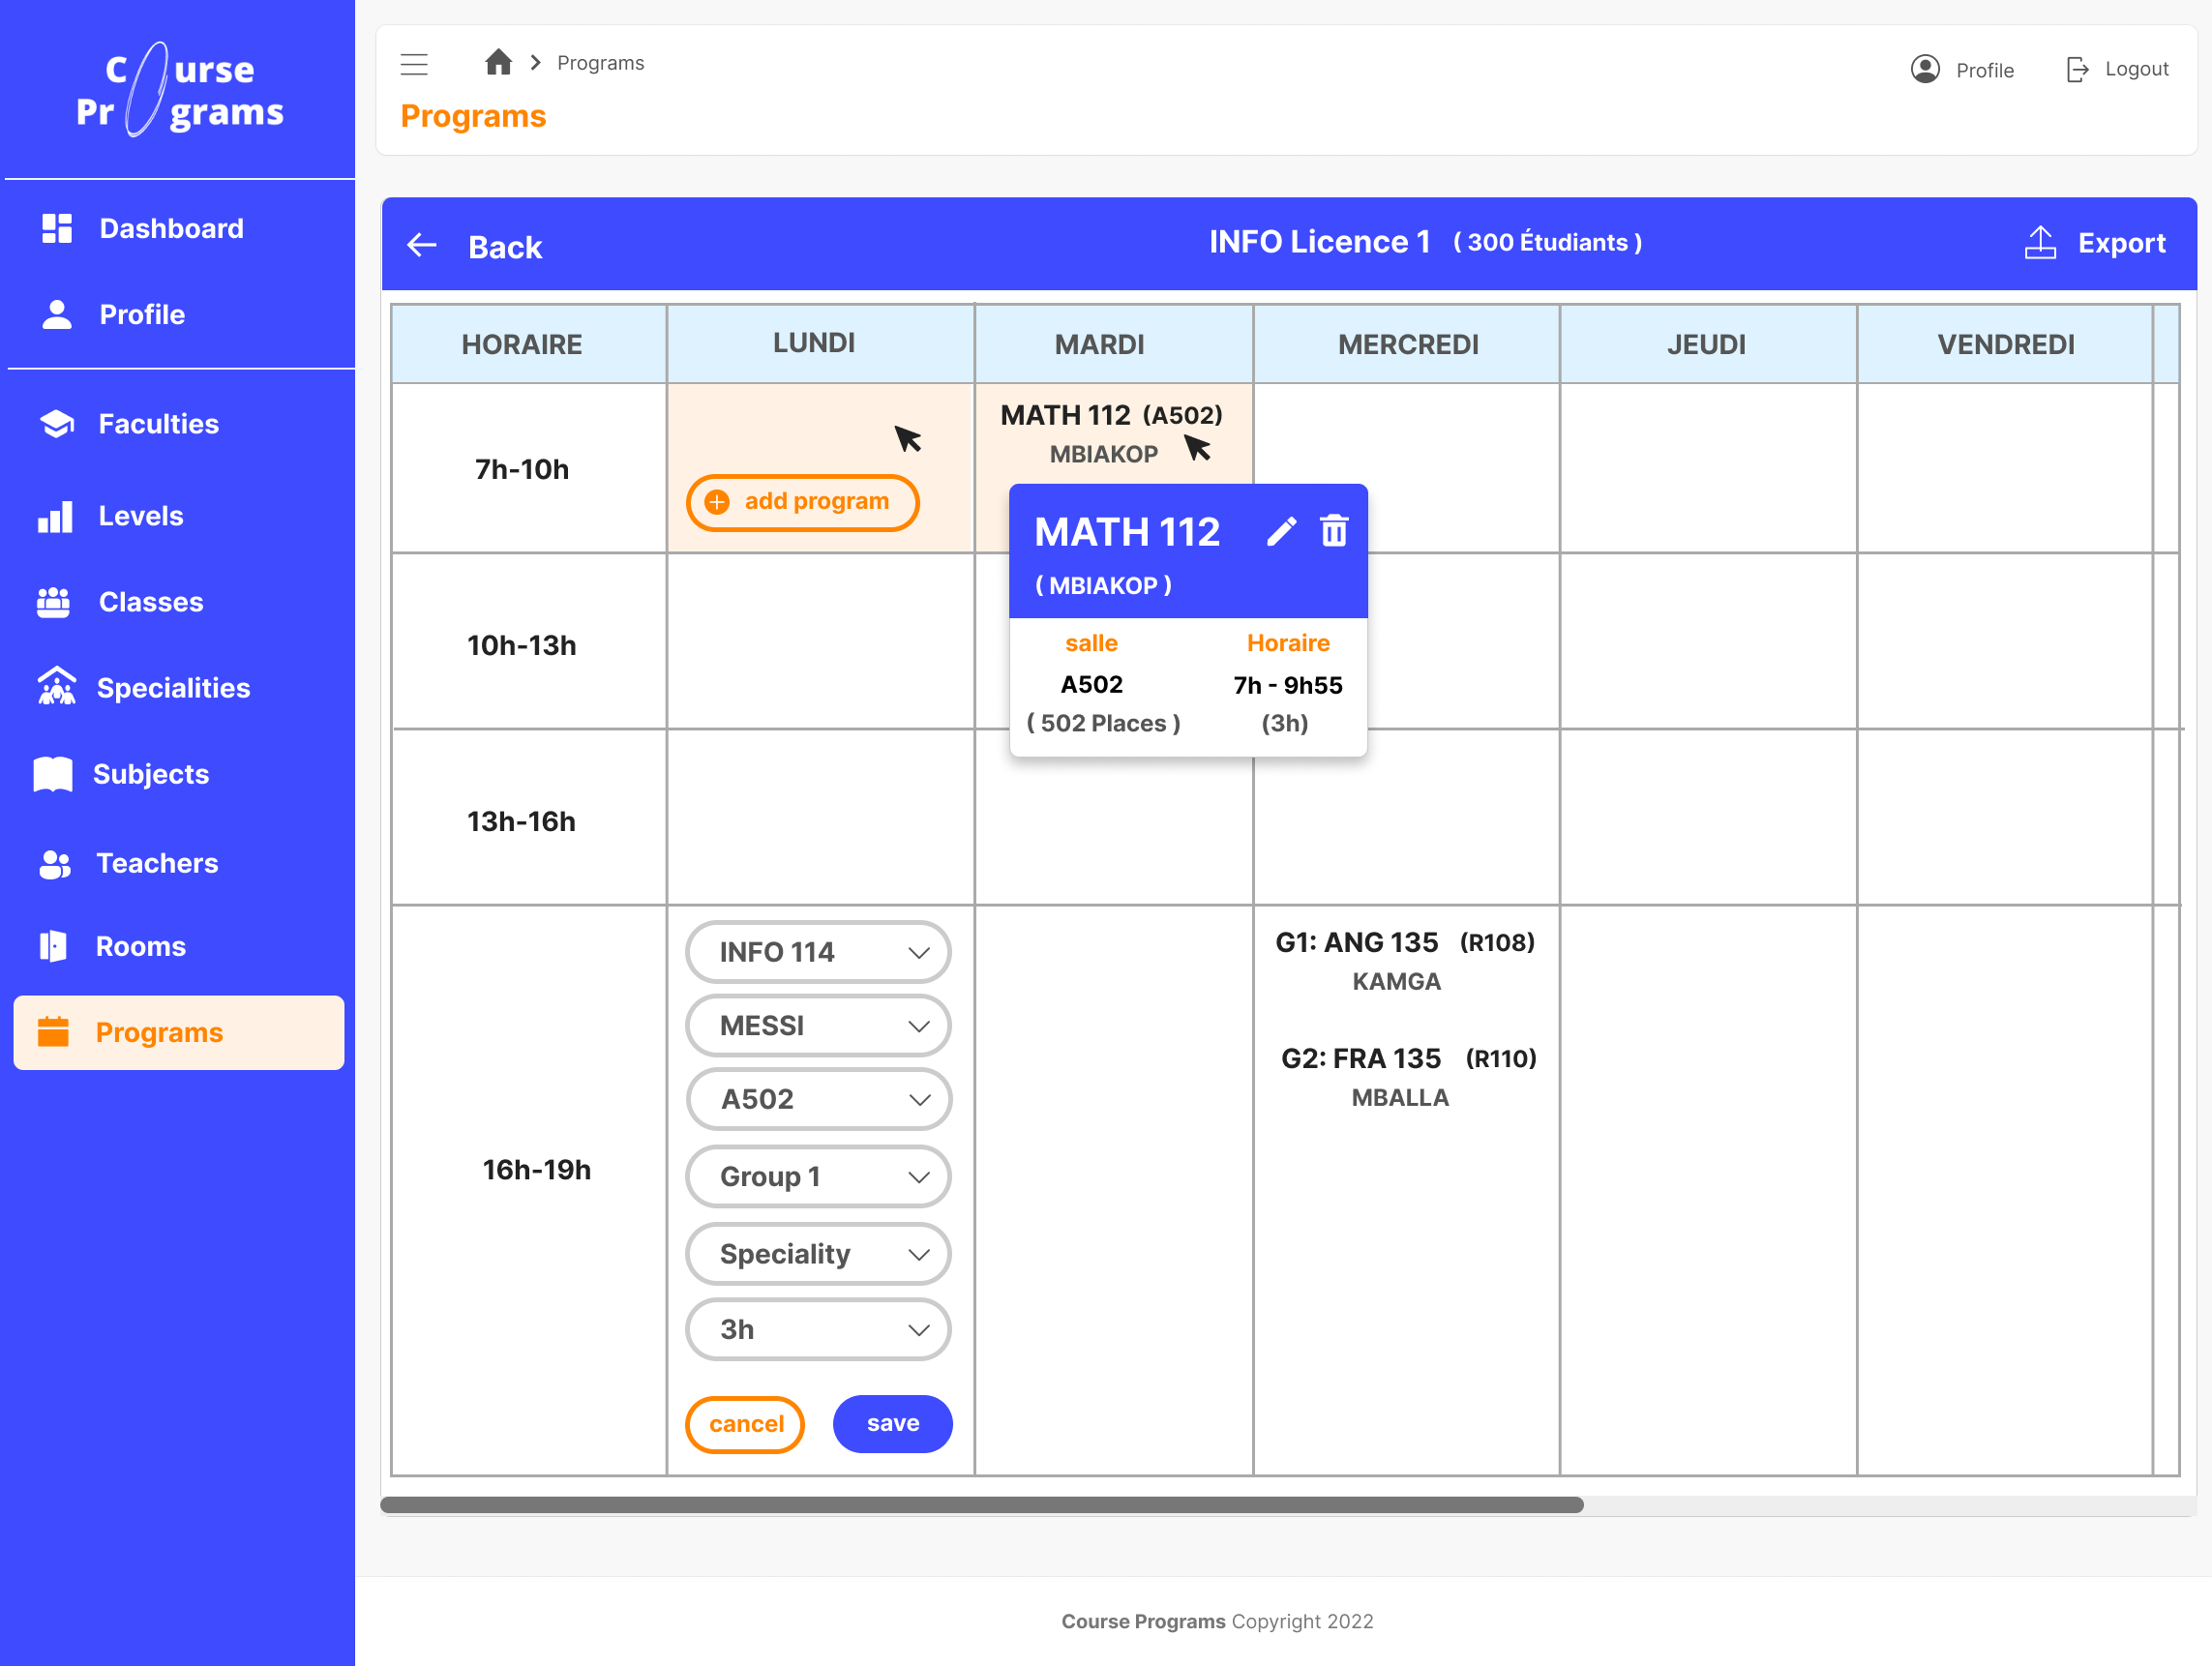 Course
Programs
Dashboard
Profile
Faculties
Levels
Classes
Specialities
Subjects
Teachers
Rooms
Programs
Programs
Programs
Profile
Logout
Back
INFO Licence 1 ( 300 Étudiants )
Export
HORAIRE LUNDI MARDI MERCREDI JEUDI VENDREDI
7h-10h
add program
MATH 112 (A502)
MBIAKOP
MATH 112
( MBIAKOP )
salle Horaire
A502 7h - 9h55
( 502 Places ) (3h)
10h-13h
13h-16h
16h-19h
INFO 114
MESSI
A502
Group 1
Speciality
3h
cancel save
G1: ANG 135 (R108)
KAMGA
G2: FRA 135 (R110)
MBALLA
Course Programs Copyright 2022